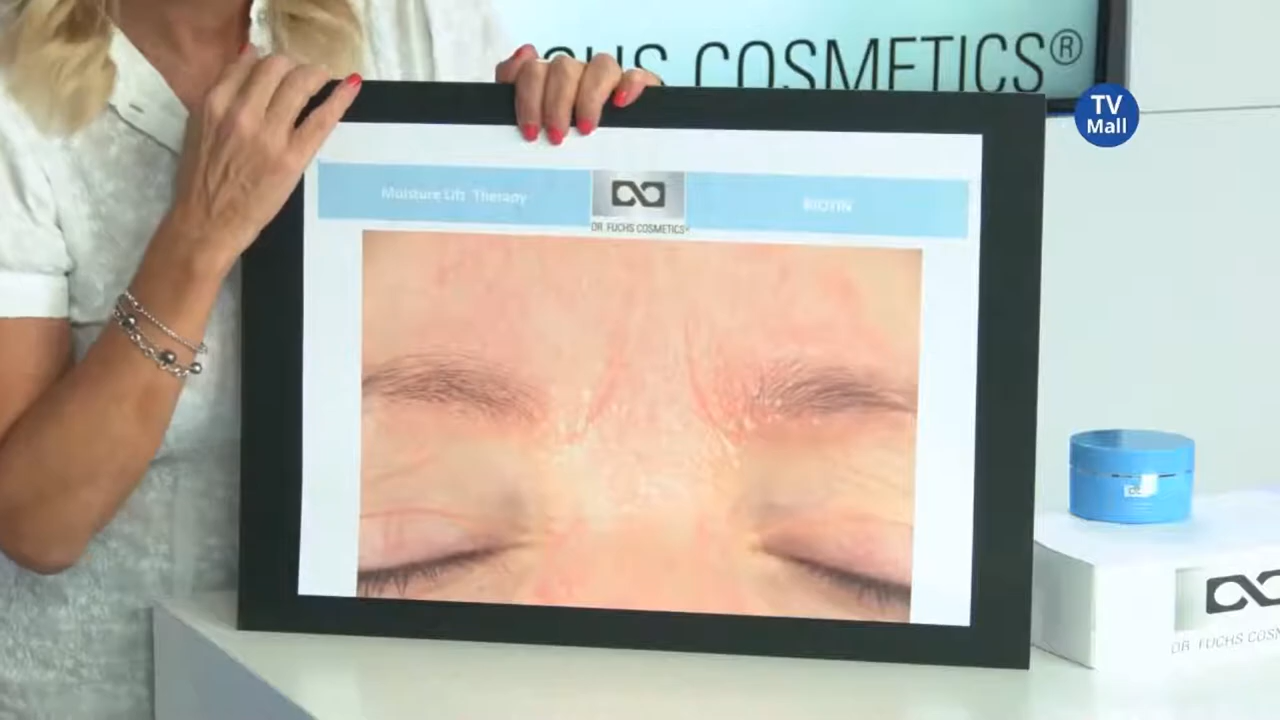 CHS COSMETICS®
TV
Mall
Moisture Lift Therapy
BIOTIN
DR. FUCHS COSMETICS®
DR. FUCHS COSM